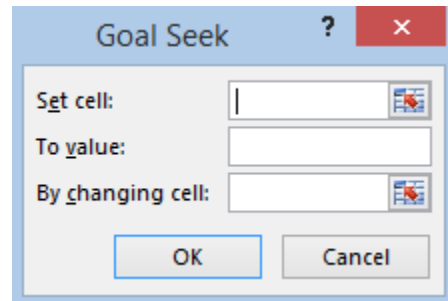 Goal Seek ? ×
Set cell:
To value:
By changing cell:
OK Cancel